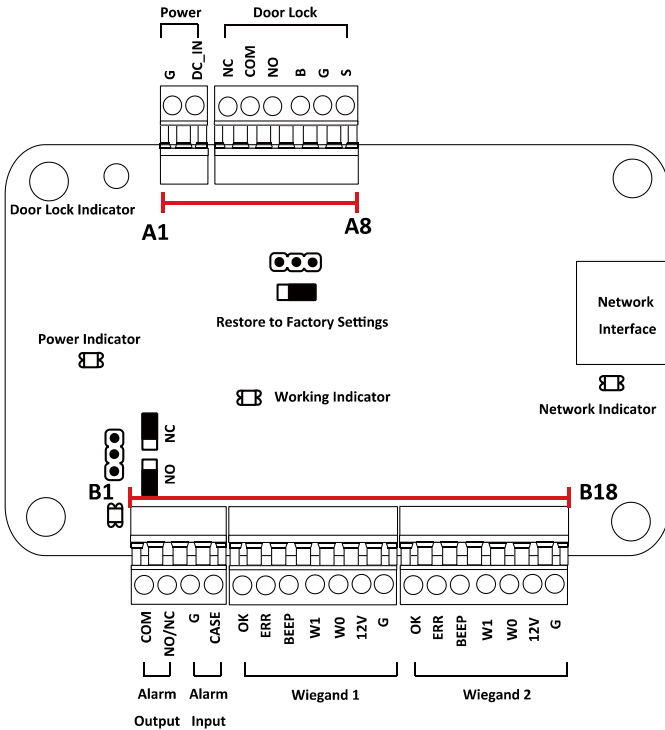 Power
Door Lock
G
DC_IN
NC
COM
NO
B
G
S
Door Lock Indicator
A1
A8
Restore to Factory Settings
Network
Interface
Power Indicator
Working Indicator
Network Indicator
NC
NO
B1
B18
COM
NO/NC
G
CASE
OK
ERR
BEEP
W1
W0
12V
G
OK
ERR
BEEP
W1
W0
12V
G
Alarm
Output
Alarm
Input
Wiegand 1
Wiegand 2